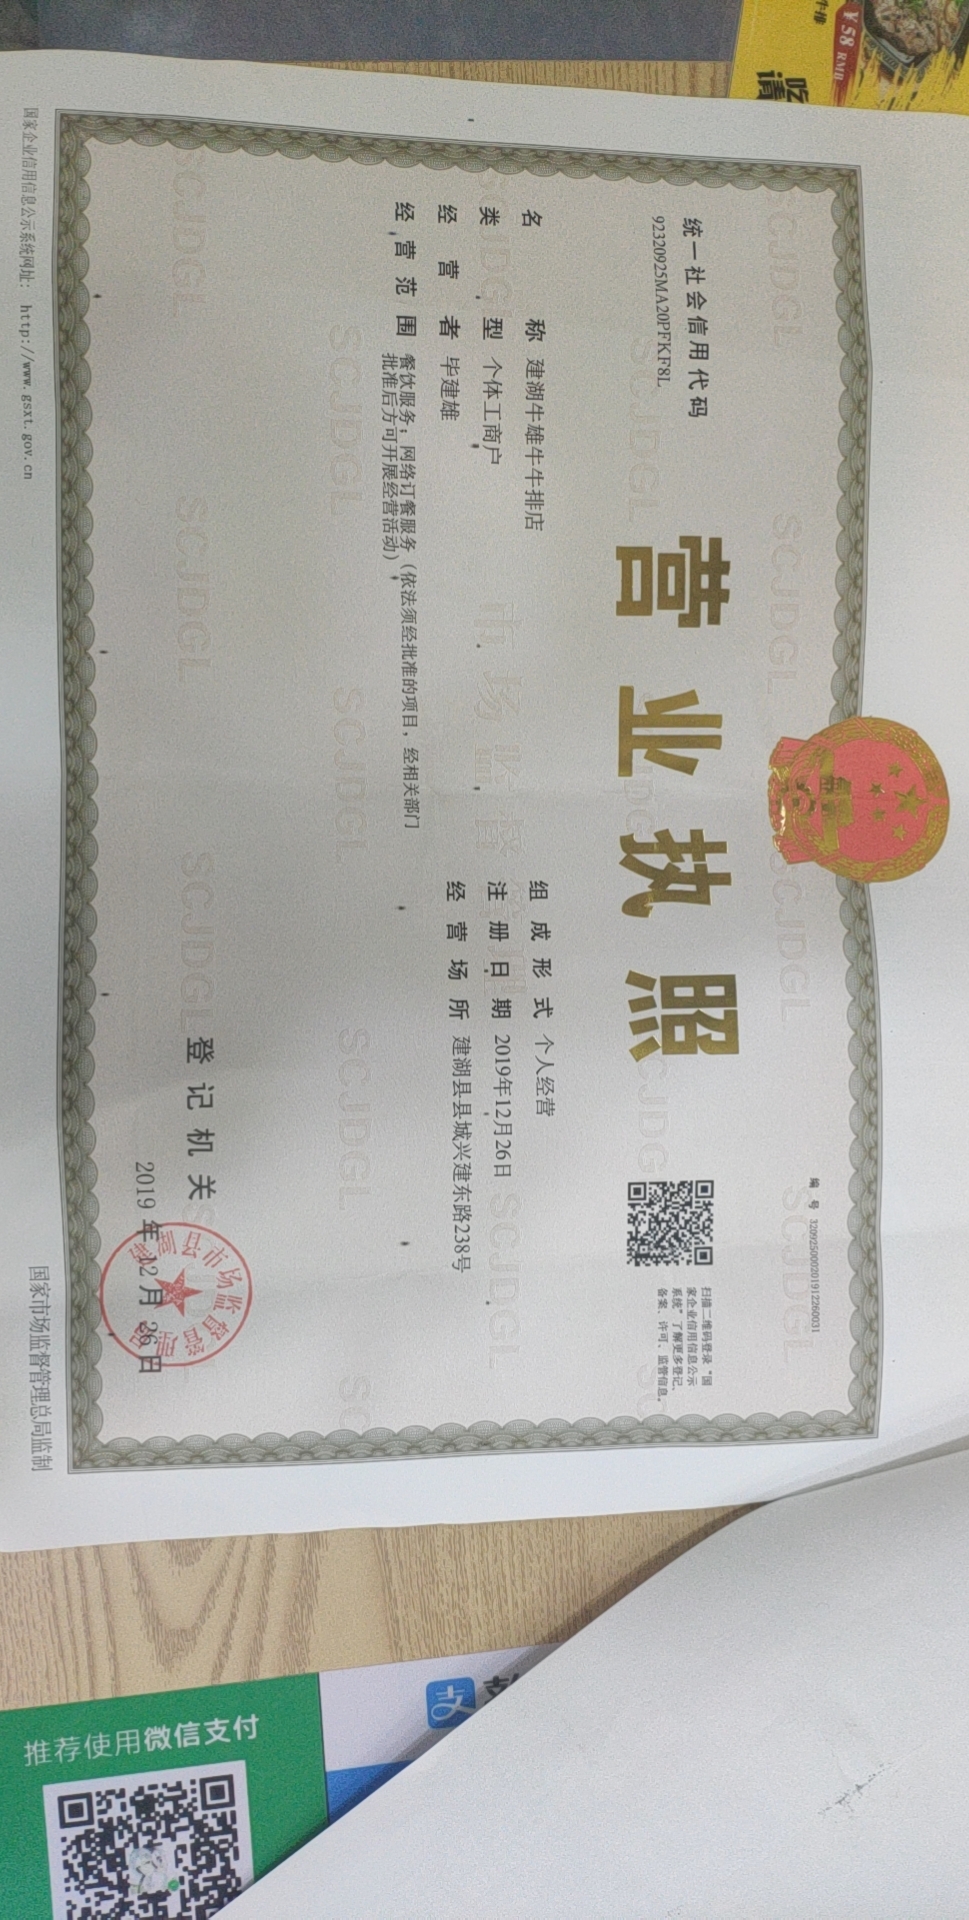 ¥58 RMB
牛排
吃
请
编 号 320925000201912260031
统一社会信用代码
92320925MA20PFKF8L
营业执照
扫描二维码登录“国
家企业信用信息公示
系统”了解更多登记、
备案、许可、监管信息。
名 称 建湖牛雄牛牛排店
类 型 个体工商户
经 营 者 毕建雄
经 营 范 围 餐饮服务；网络订餐服务（依法须经批准的项目，经相关部门
批准后方可开展经营活动）
组 成 形 式 个人经营
注 册 日 期 2019年12月26日
经 营 场 所 建湖县县城兴建东路238号
SCJDGL
市场监督管理
登 记 机 关
建湖县市场监督管理局
2019 年 12 月 26 日
国家企业信用信息公示系统网址： http://www.gsxt.gov.cn
国家市场监督管理总局监制
支
推荐使用微信支付